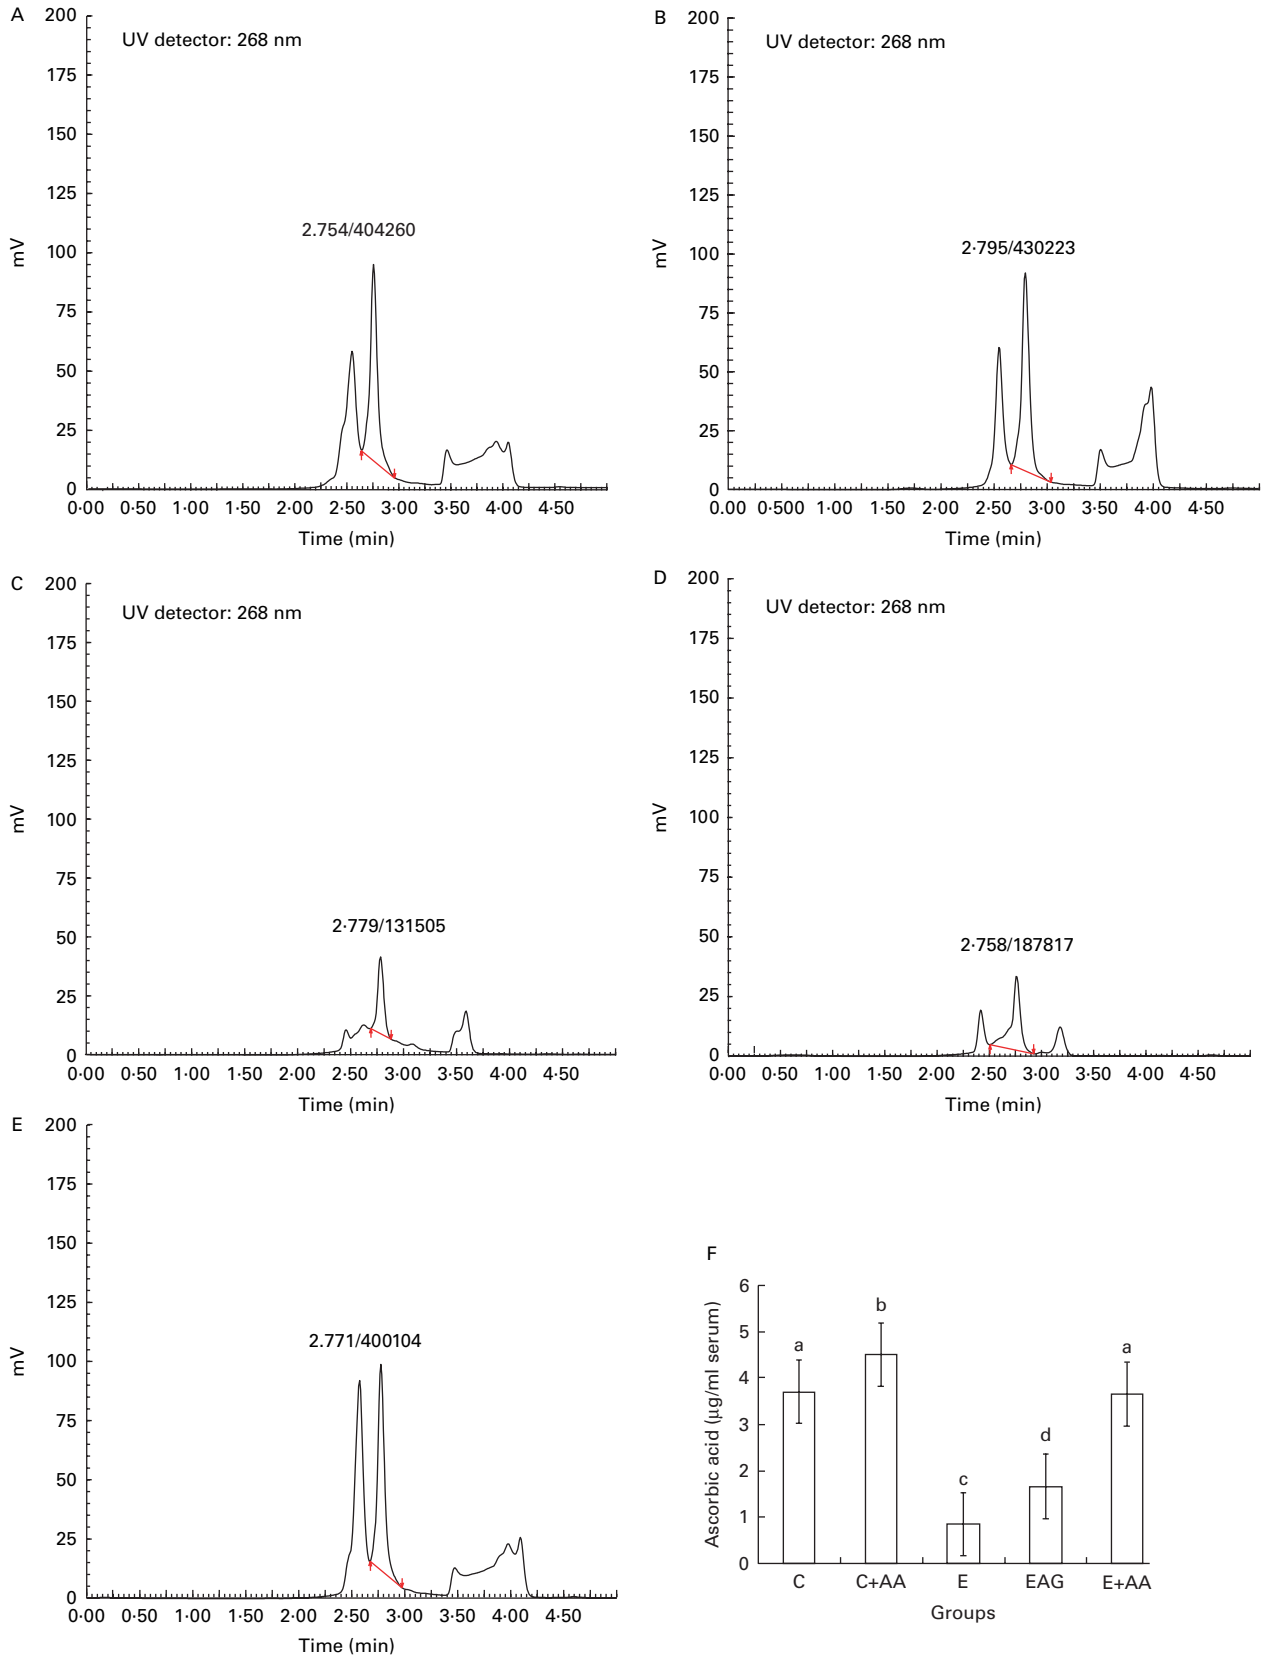 A
UV detector: 268 nm
200
175
150
125
100
75
50
25
0
mV
2.754/404260
0·00 0·50 1·00 1·50 2·00 2·50 3·00 3·50 4·00 4·50
Time (min)
B
UV detector: 268 nm
200
175
150
125
100
75
50
25
0
mV
2·795/430223
0·00 0·500 1.00 1·50 2·00 2·50 3·00 3·50 4·00 4·50
Time (min)
C
UV detector: 268 nm
200
175
150
125
100
75
50
25
0
mV
2·779/131505
0·00 0·50 1·00 1·50 2·00 2·50 3·00 3·50 4·00 4·50
Time (min)
D
UV detector: 268 nm
200
175
150
125
100
75
50
25
0
mV
2·758/187817
0·00 0·50 1·00 1·50 2·00 2·50 3·00 3·50 4·00 4·50
Time (min)
E
200
175
150
125
100
75
50
25
0
mV
2.771/400104
0·00 0·50 1·00 1·50 2·00 2·50 3·00 3·50 4·00 4·50
Time (min)
F
6
5
4
3
2
1
0
Ascorbic acid (μg/ml serum)
a
b
c
d
a
C C+AA E EAG E+AA
Groups